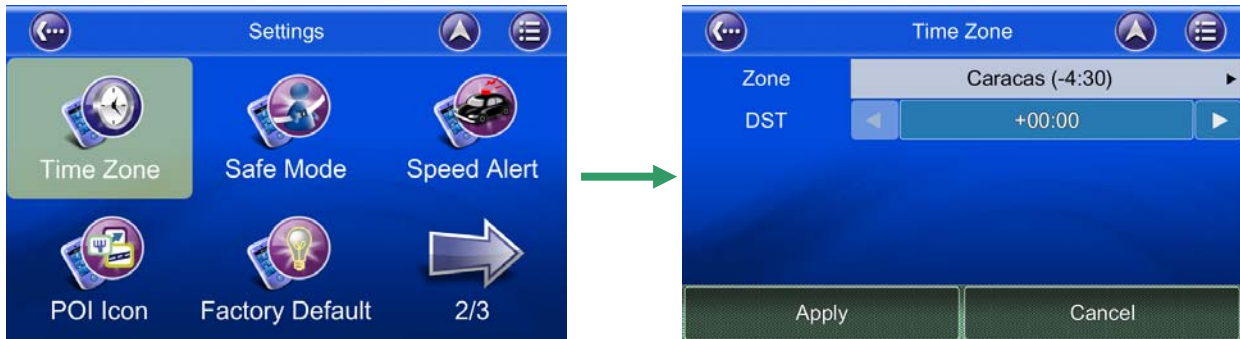 Settings
Time Zone
Safe Mode
Speed Alert
POI Icon
Factory Default
2/3
Time Zone
Zone
Caracas (-4:30)
DST
+00:00
Apply
Cancel